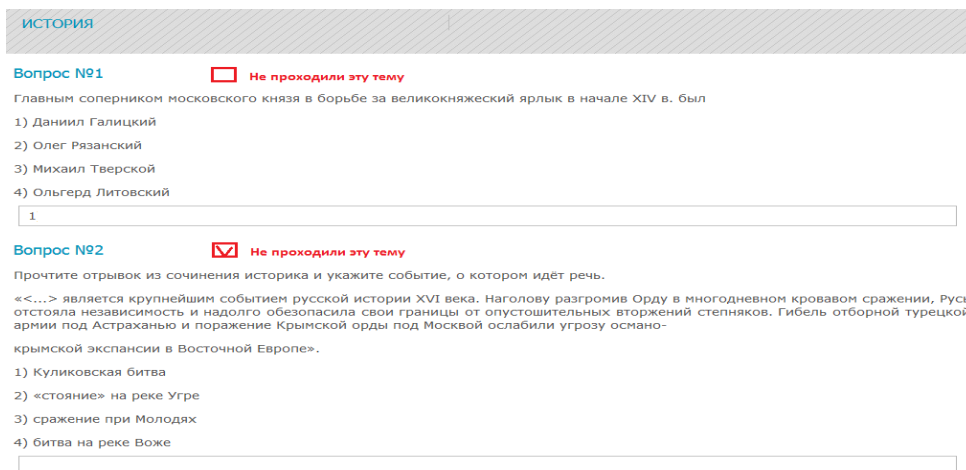 ИСТОРИЯ
Вопрос №1
Не проходили эту тему
Главным соперником московского князя в борьбе за великокняжеский ярлык в начале XIV в. был
1) Даниил Галицкий
2) Олег Рязанский
3) Михаил Тверской
4) Ольгерд Литовский
1
Вопрос №2
Не проходили эту тему
Прочтите отрывок из сочинения историка и укажите событие, о котором идёт речь.
«<...> является крупнейшим событием русской истории XVI века. Наголову разгромив Орду в многодневном кровавом сражении, Русь
отстояла независимость и надолго обезопасила свои границы от опустошительных вторжений степняков. Гибель отборной турецкой
армии под Астраханью и поражение Крымской орды под Москвой ослабили угрозу османо-
крымской экспансии в Восточной Европе».
1) Куликовская битва
2) «стояние» на реке Угре
3) сражение при Молодях
4) битва на реке Воже